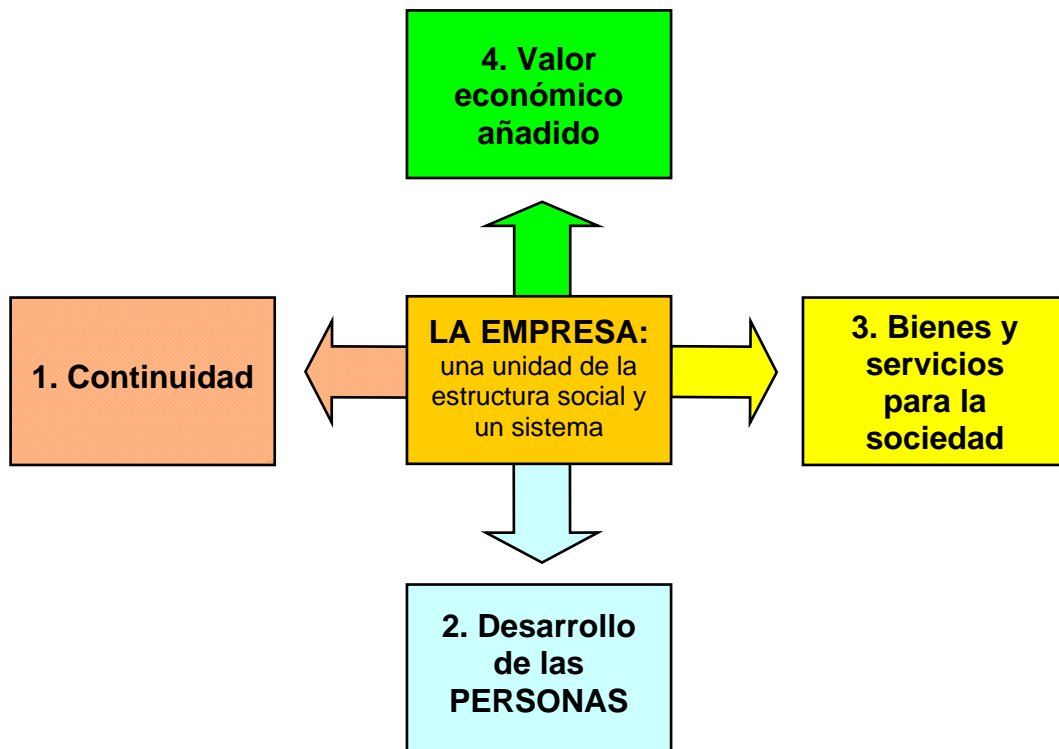 4. Valor
económico
añadido
1. Continuidad
LA EMPRESA:
una unidad de la
estructura social y
un sistema
3. Bienes y
servicios
para la
sociedad
2. Desarrollo
de las
PERSONAS